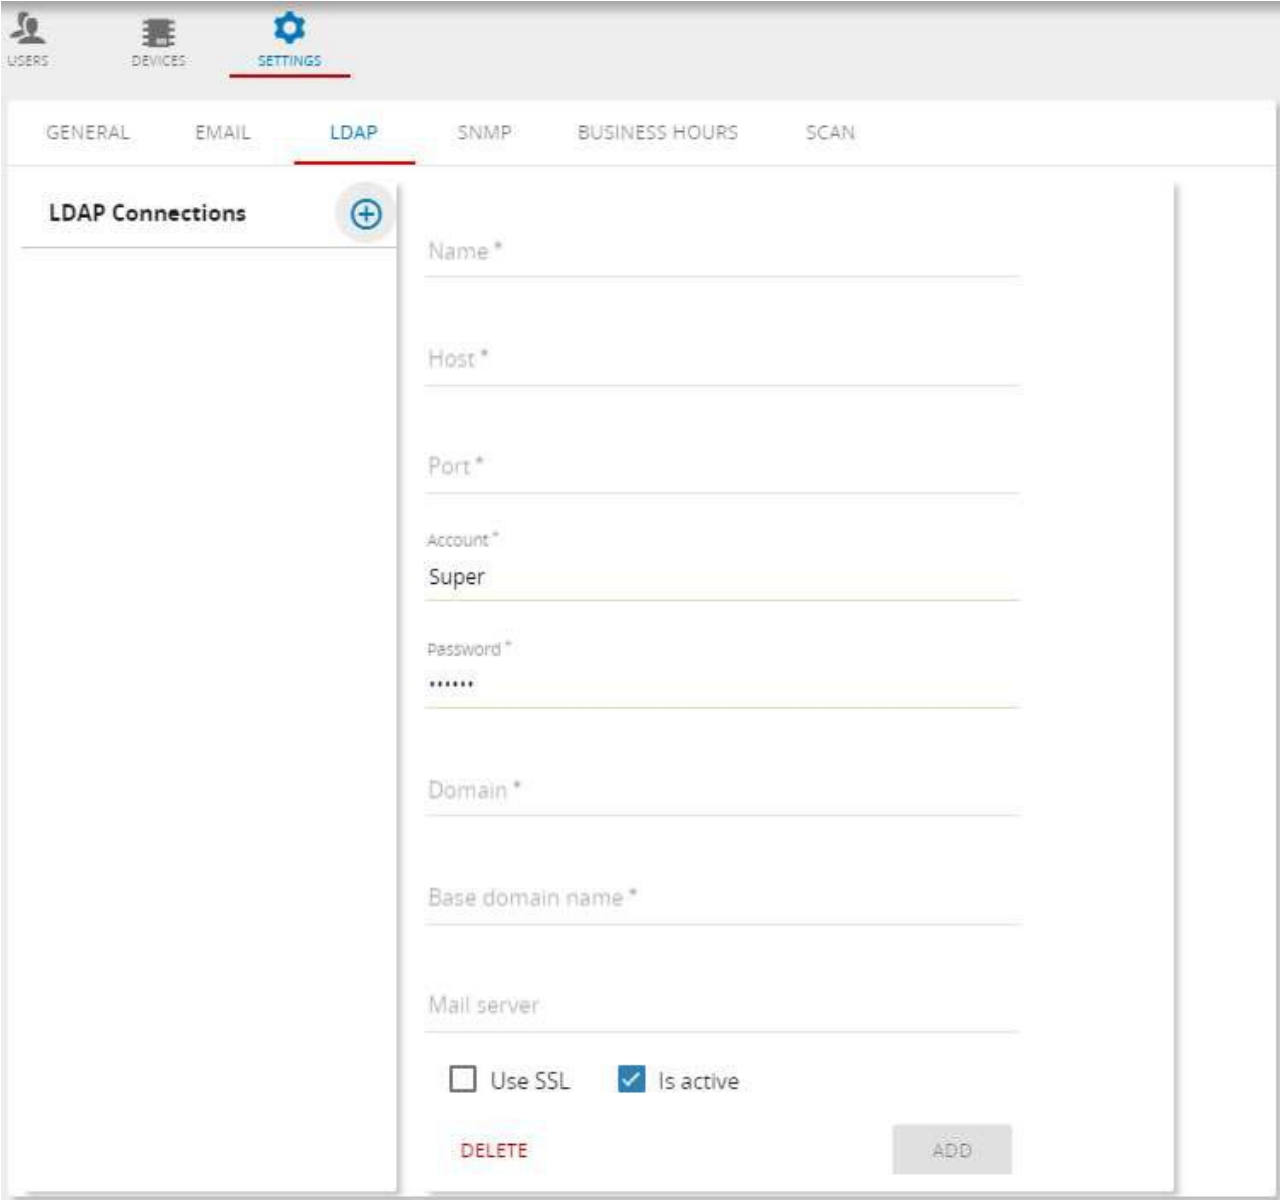 USERS DEVICES SETTINGS
GENERAL EMAIL LDAP SNMP BUSINESS HOURS SCAN
LDAP Connections
Name *
Host *
Port *
Account *
Super
Password *
••••••
Domain *
Base domain name *
Mail server
Use SSL Is active
DELETE ADD